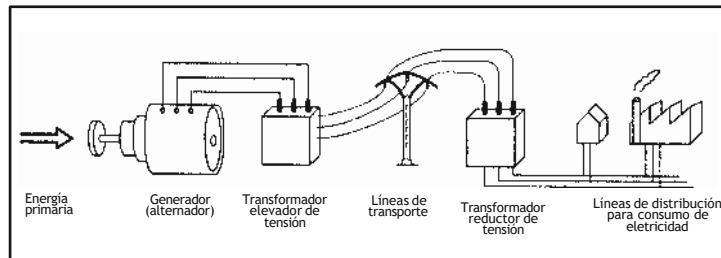 Energía
primaria
Generador
(alternador)
Transformador
elevador de
tensión
Líneas de
transporte
Transformador
reductor de
tensión
Líneas de distribución
para consumo de
eletricidad